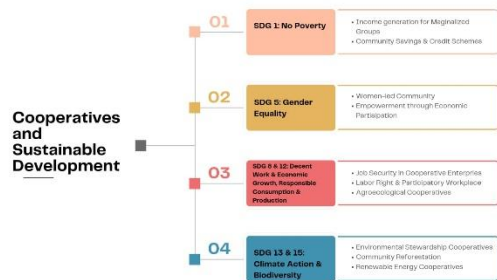 Cooperatives
and
Sustainable
Development
01
SDG 1: No Poverty
• Income generation for Meginalized
Groups
• Community Savings & Credit Schemes
02
SDG 5: Gender
Equality
• Women-led Community
• Empowerment through Economic
Partisipation
03
SDG 8 & 12: Decent
Work & Economic
Growth, Responsible
Consumption &
Production
• Job Security in Cooperative Enterpries
• Labor Right & Participatory Workplace
• Agroecological Cooperatives
04
SDG 13 & 15:
Climate Action &
Biodiversity
• Environmental Stewardship Cooperatives
• Community Reforestation
• Renewable Energy Cooperatives